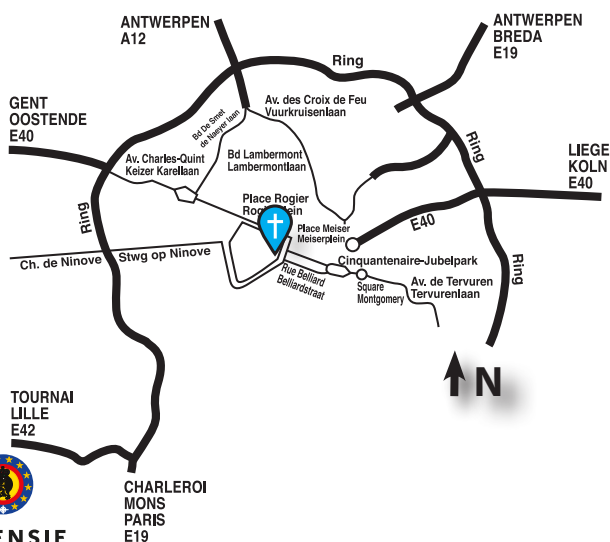 ANTWERPEN
A12
ANTWERPEN
BREDA
E19
Ring
GENT
OOSTENDE
E40
Bd De Smet
de Naeyer laan
Av. des Croix de Feu
Vuurkruisenlaan
Ring
LIEGE
KOLN
E40
Av. Charles-Quint
Keizer Karellaan
Bd Lambermont
Lambermontlaan
Place Rogier
Place Meiser
Meiserplein
E40
Ring
Ch. de Ninove
Stwg op Ninove
Cinquantenaire-Jubelpark
Rue Belliard
Belliardstraat
Square
Montgomery
Av. de Tervuren
Tervurenlaan
Ring
N
TOURNAI
LILLE
E42
CHARLEROI
MONS
PARIS
E19